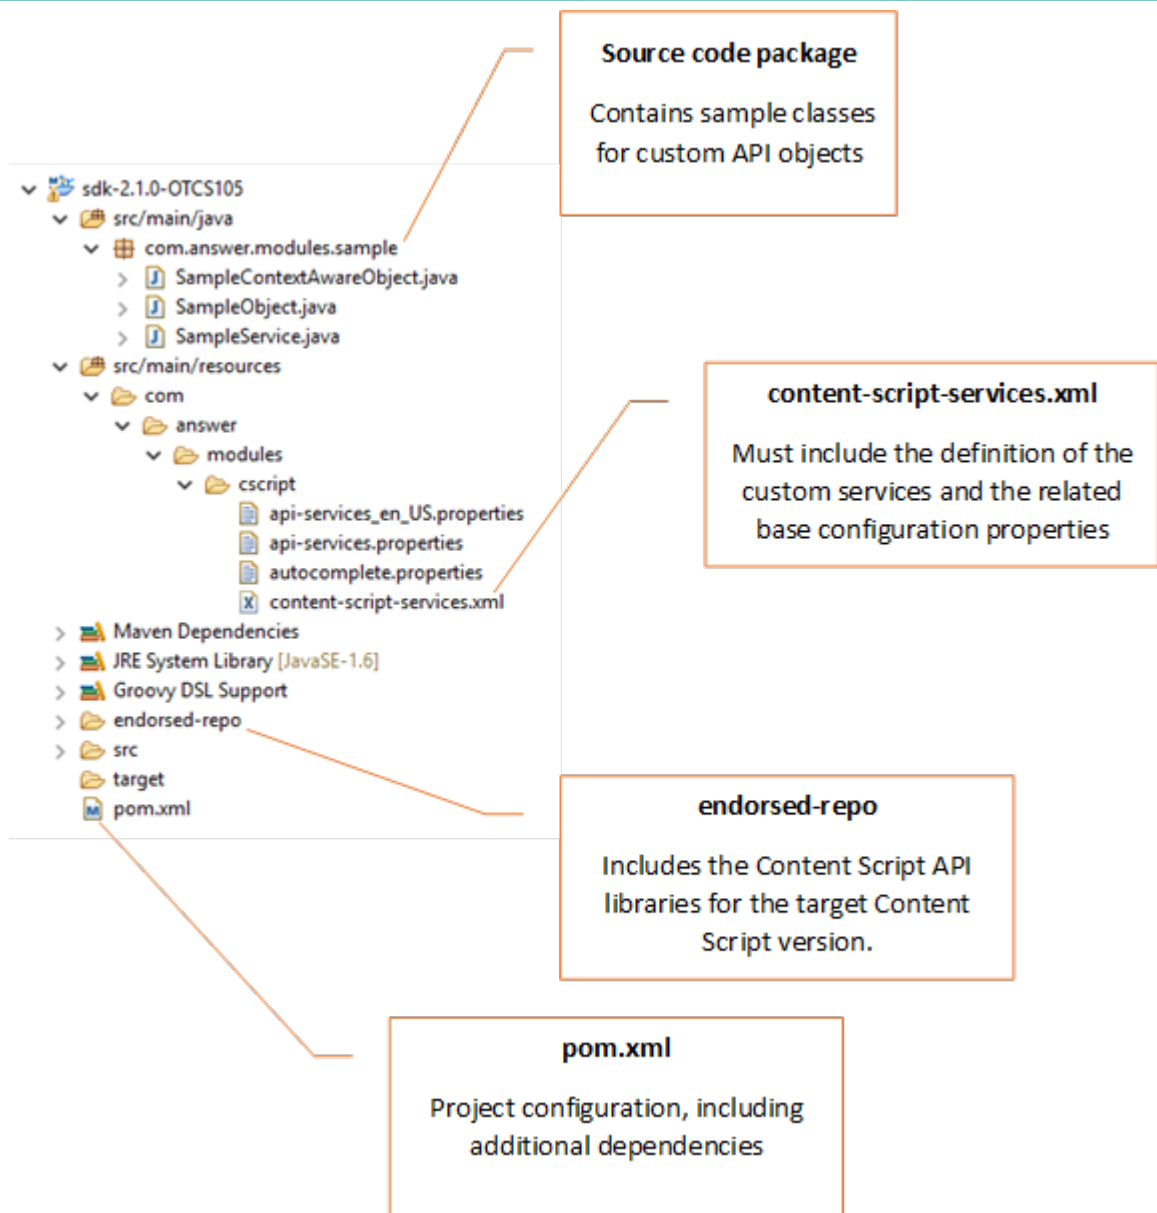 Source code package
Contains sample classes
for custom API objects
sdk-2.1.0-OTCS105
src/main/java
com.answer.modules.sample
SampleContextAwareObject.java
SampleObject.java
SampleService.java
src/main/resources
com
answer
modules
cscript
api-services_en_US.properties
api-services.properties
autocomplete.properties
content-script-services.xml
Maven Dependencies
JRE System Library [JavaSE-1.6]
Groovy DSL Support
endorsed-repo
src
target
pom.xml
content-script-services.xml
Must include the definition of the
custom services and the related
base configuration properties
endorsed-repo
Includes the Content Script API
libraries for the target Content
Script version.
pom.xml
Project configuration, including
additional dependencies